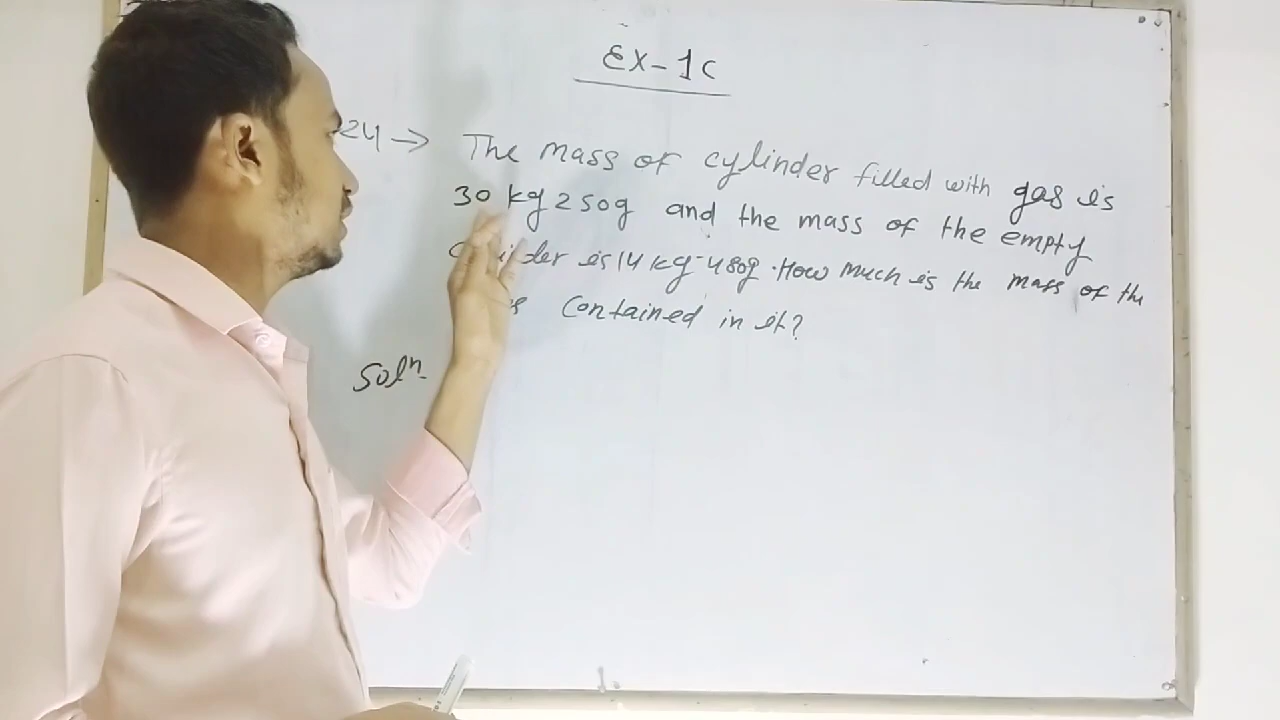 EX-1C
24 → The mass of cylinder filled with gas is
30 kg 250g and the mass of the empty
is 14 kg-480g. How much is the mass of the
contained in it?
Solⁿ